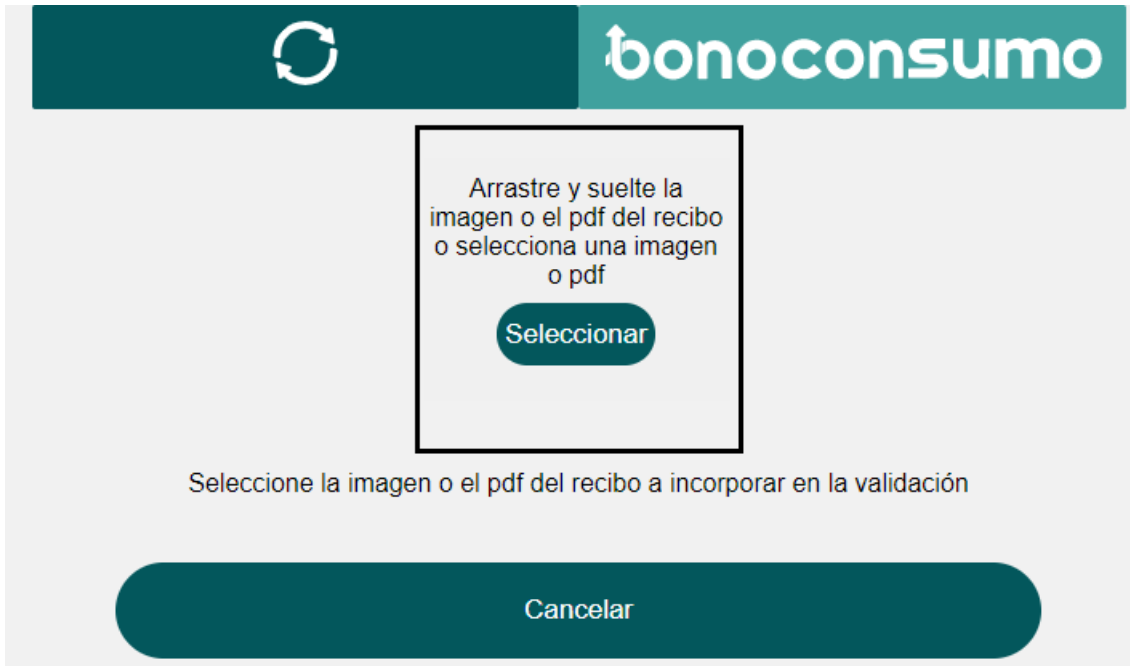 bonoconsumo
Arrastre y suelte la
imagen o el pdf del recibo
o selecciona una imagen
o pdf
Seleccionar
Seleccione la imagen o el pdf del recibo a incorporar en la validación
Cancelar